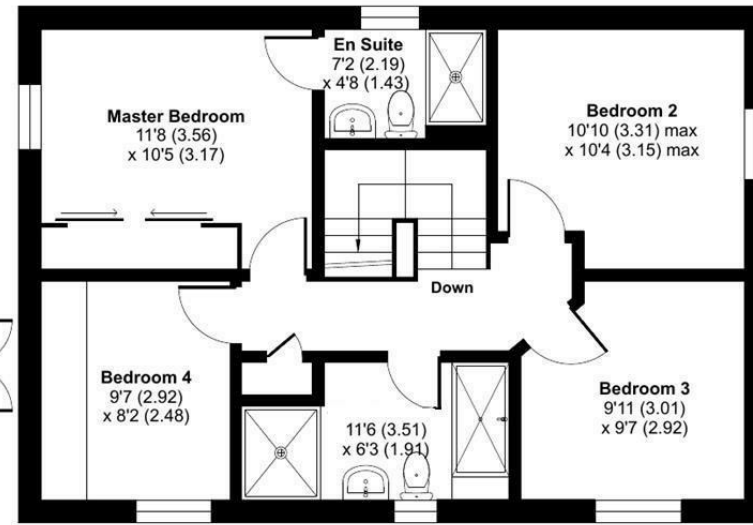 En Suite
7'2 (2.19)
x 4'8 (1.43)
Master Bedroom
11'8 (3.56)
x 10'5 (3.17)
Bedroom 2
10'10 (3.31) max
x 10'4 (3.15) max
Down
Bedroom 4
9'7 (2.92)
x 8'2 (2.48)
11'6 (3.51)
x 6'3 (1.91)
Bedroom 3
9'11 (3.01)
x 9'7 (2.92)